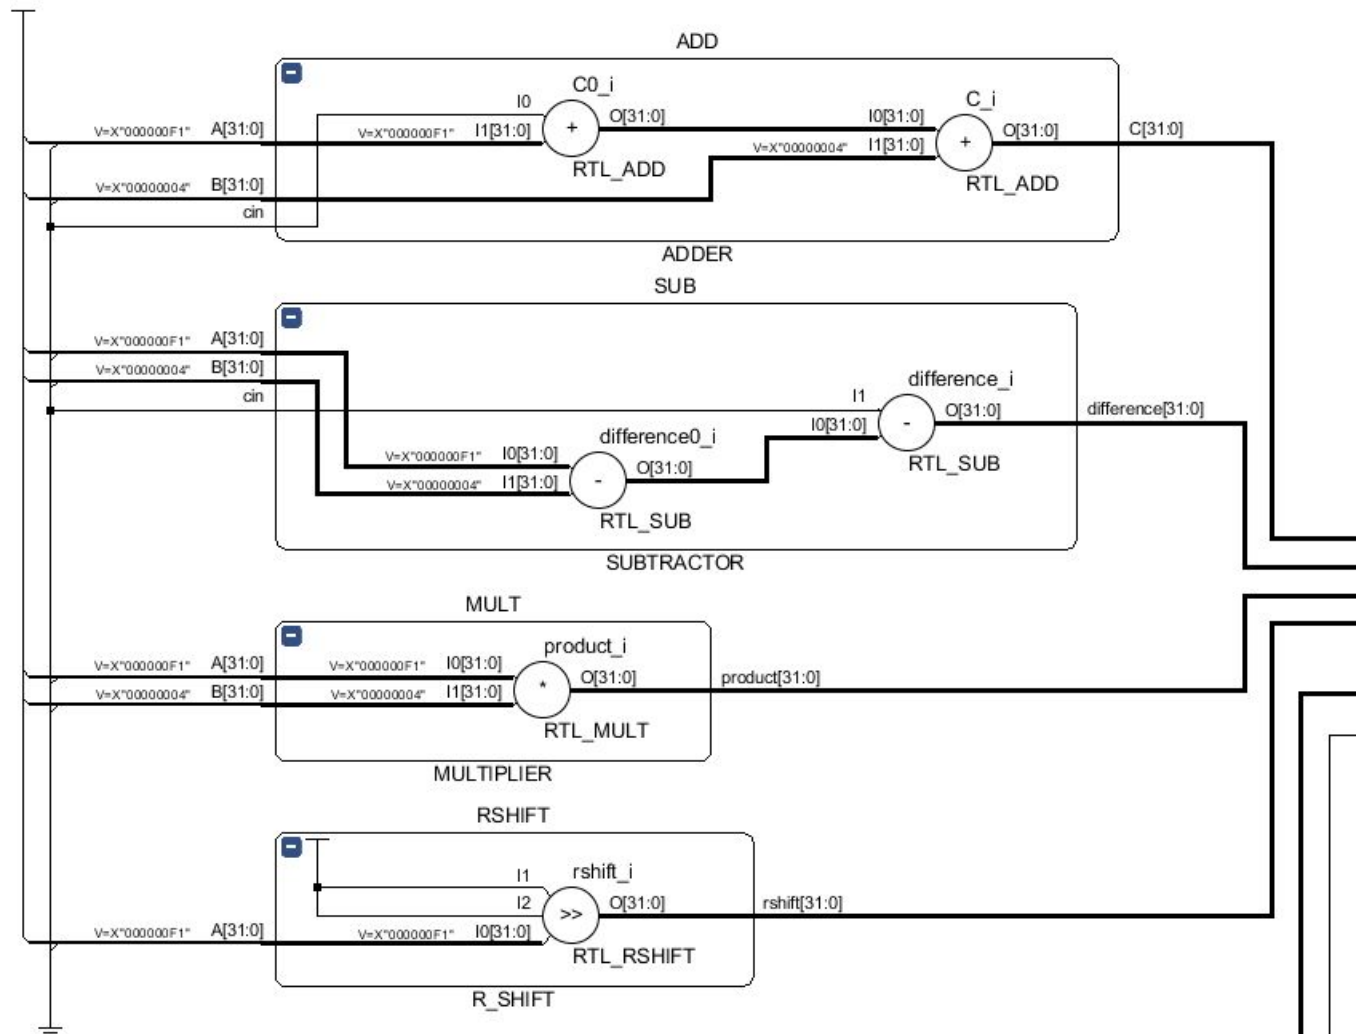 ADD
C0_i
I0
O[31:0]
I0[31:0]
C_i
V=X"000000F1" A[31:0]
V=X"000000F1" I1[31:0]
+
V=X"00000004" I1[31:0]
+
O[31:0]
C[31:0]
RTL_ADD
RTL_ADD
V=X"00000004" B[31:0]
cin
ADDER
SUB
V=X"000000F1" A[31:0]
V=X"00000004" B[31:0]
cin
difference_i
I1
O[31:0]
difference[31:0]
I0[31:0]
-
RTL_SUB
difference0_i
V=X"000000F1" I0[31:0]
O[31:0]
V=X"00000004" I1[31:0]
-
RTL_SUB
SUBTRACTOR
MULT
product_i
V=X"000000F1" A[31:0]
V=X"000000F1" I0[31:0]
O[31:0]
product[31:0]
V=X"00000004" B[31:0]
V=X"00000004" I1[31:0]
*
RTL_MULT
MULTIPLIER
RSHIFT
rshift_i
I1
I2
>>
O[31:0]
rshift[31:0]
V=X"000000F1" A[31:0]
V=X"000000F1" I0[31:0]
RTL_RSHIFT
R_SHIFT